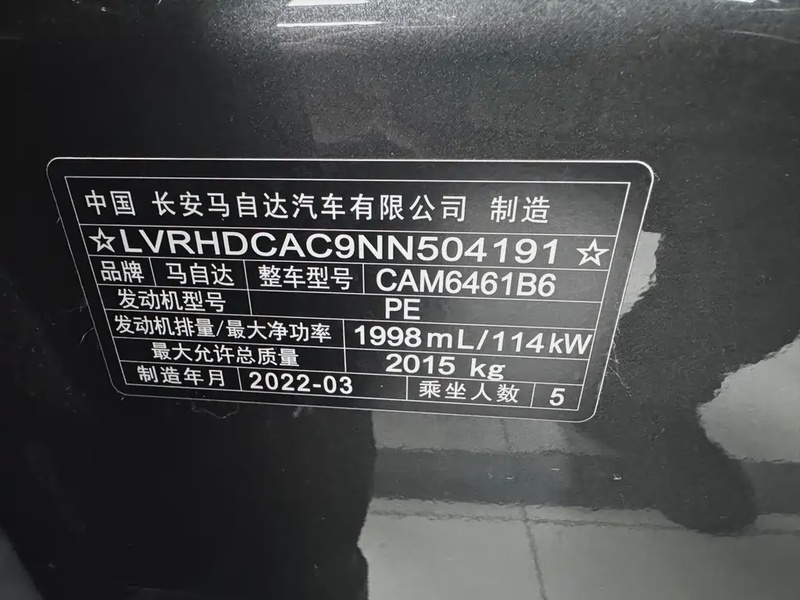 中国 长安马自达汽车有限公司 制造
☆LVRHDCAC9NN504191☆
品牌 马自达 整车型号 CAM6461B6
发动机型号 PE
发动机排量/最大净功率 1998mL/114kW
最大允许总质量 2015 kg
制造年月 2022-03 乘坐人数 5